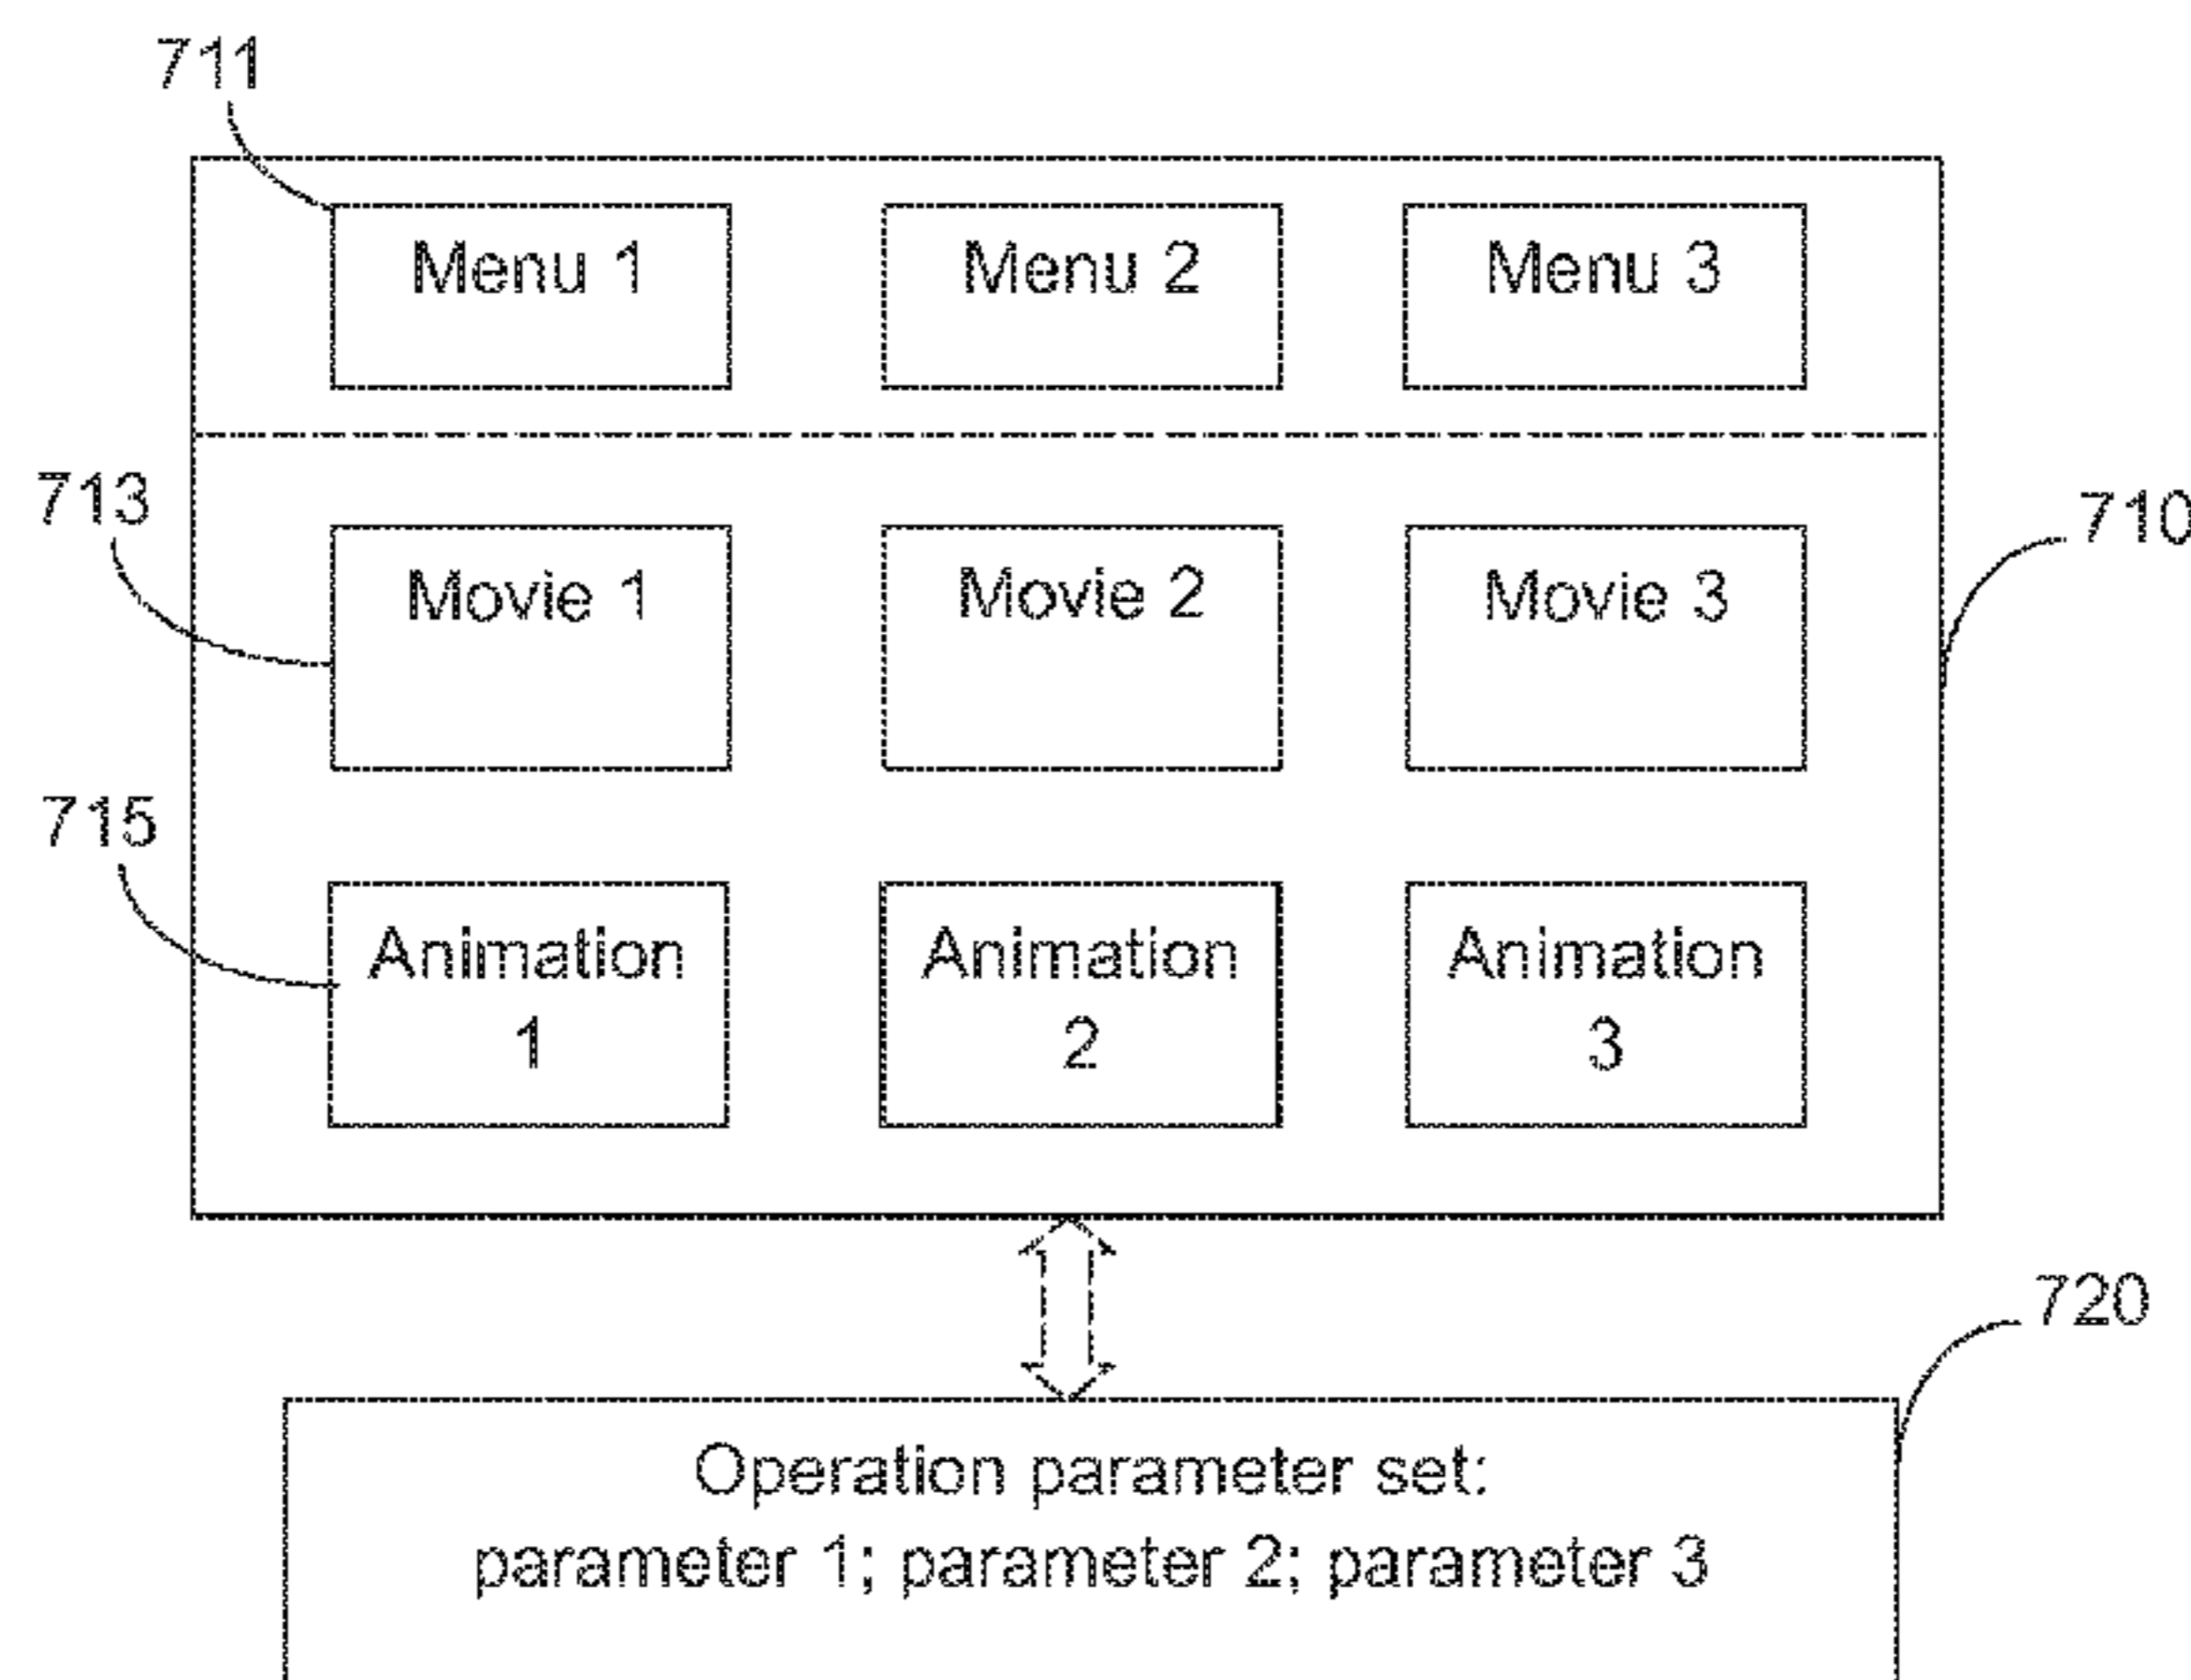 711
Menu 1 Menu 2 Menu 3
713
710
Movie 1 Movie 2 Movie 3
715
Animation 1 Animation 2 Animation 3
720
Operation parameter set:
parameter 1; parameter 2; parameter 3